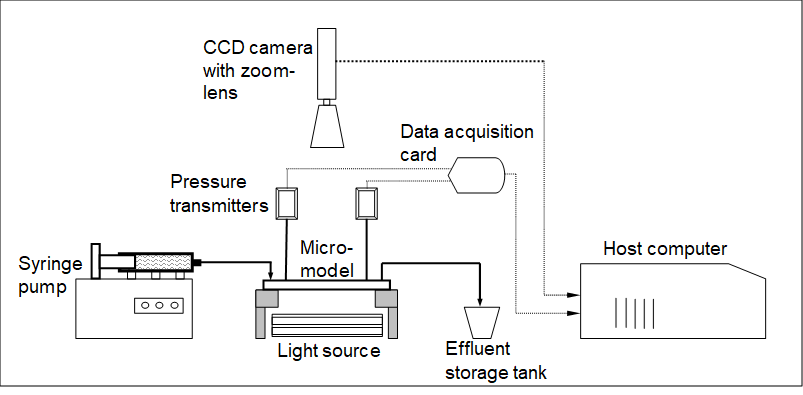 CCD camera
with zoom-
lens
Data acquisition
card
Pressure
transmitters
Micro-
model
Host computer
Syringe
pump
Light source
Effluent
storage tank